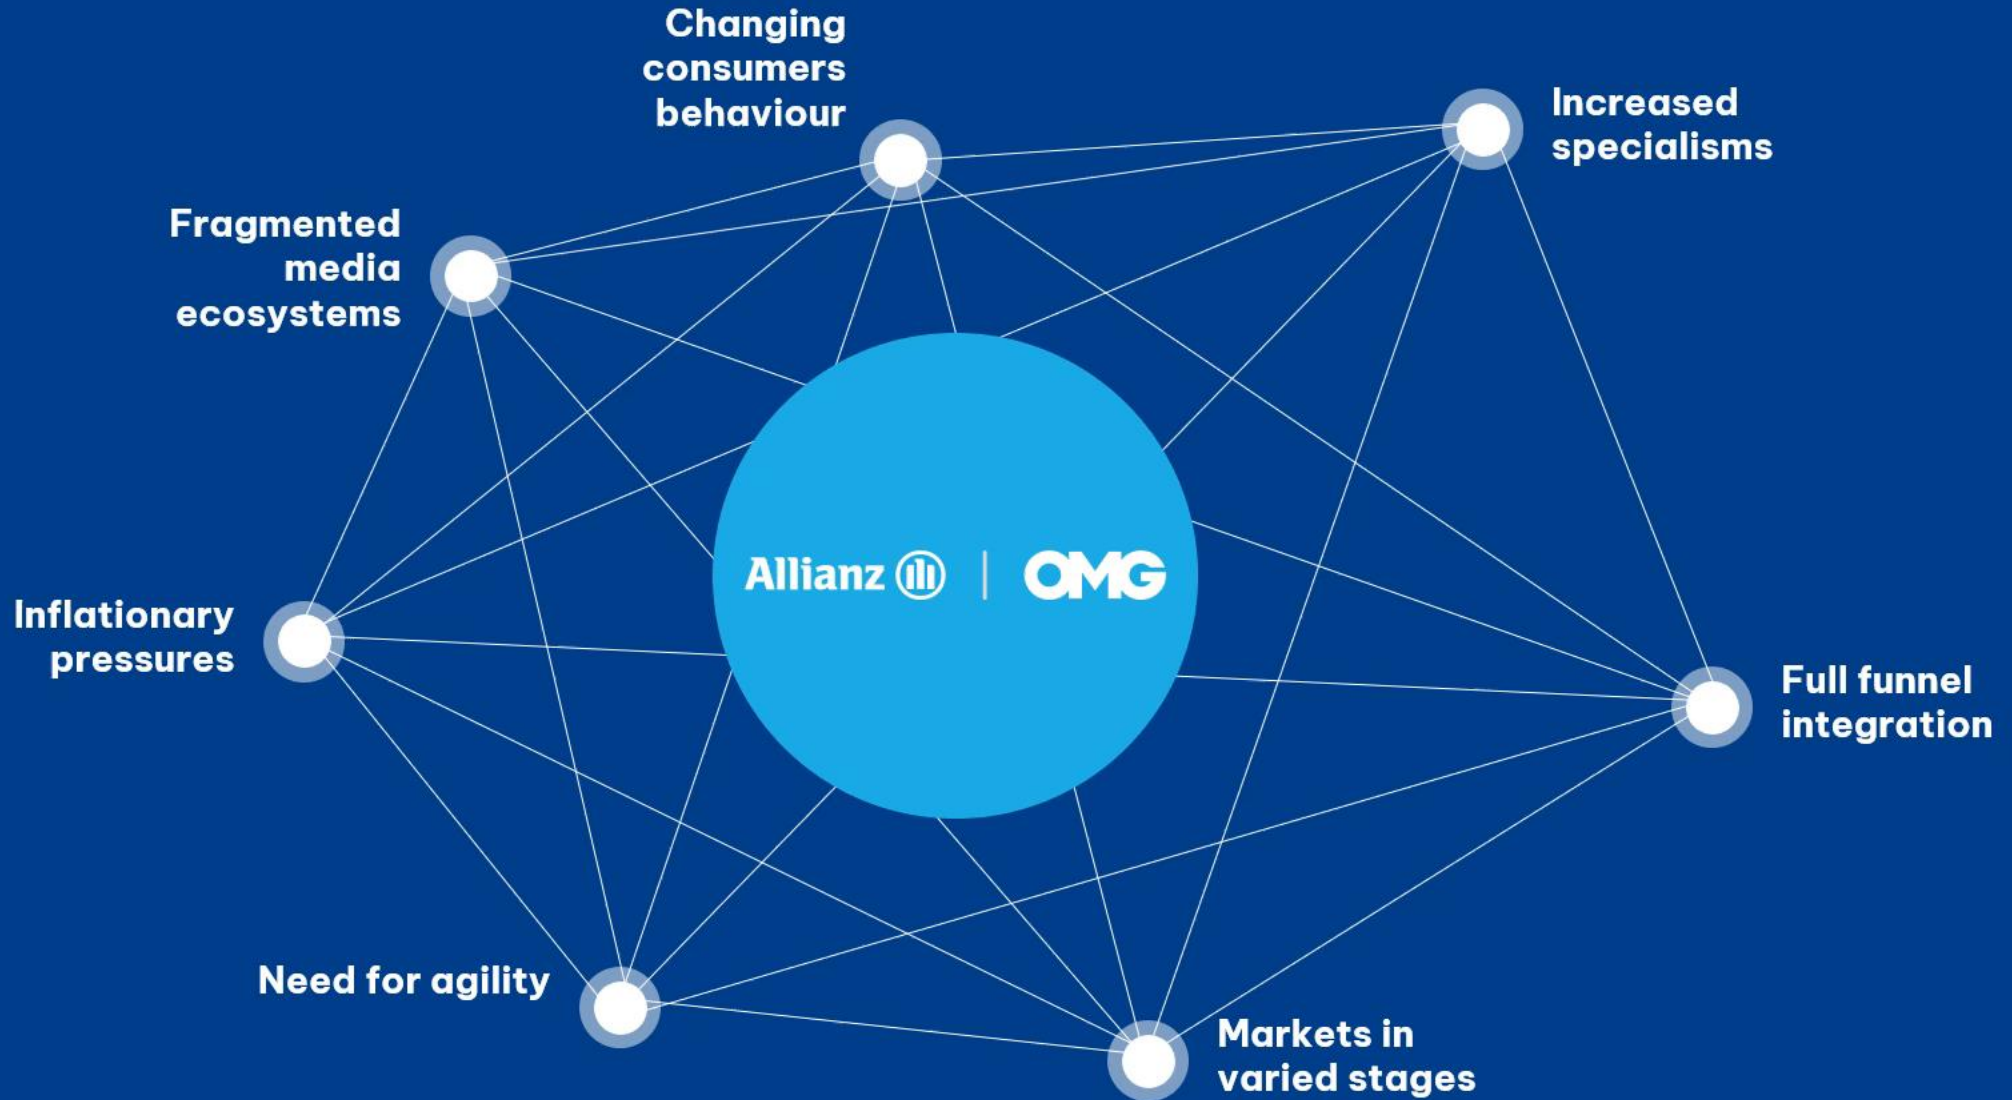 Changing
consumers
behaviour
Increased
specialisms
Fragmented
media
ecosystems
Allianz | OMG
Inflationary
pressures
Full funnel
integration
Need for agility
Markets in
varied stages